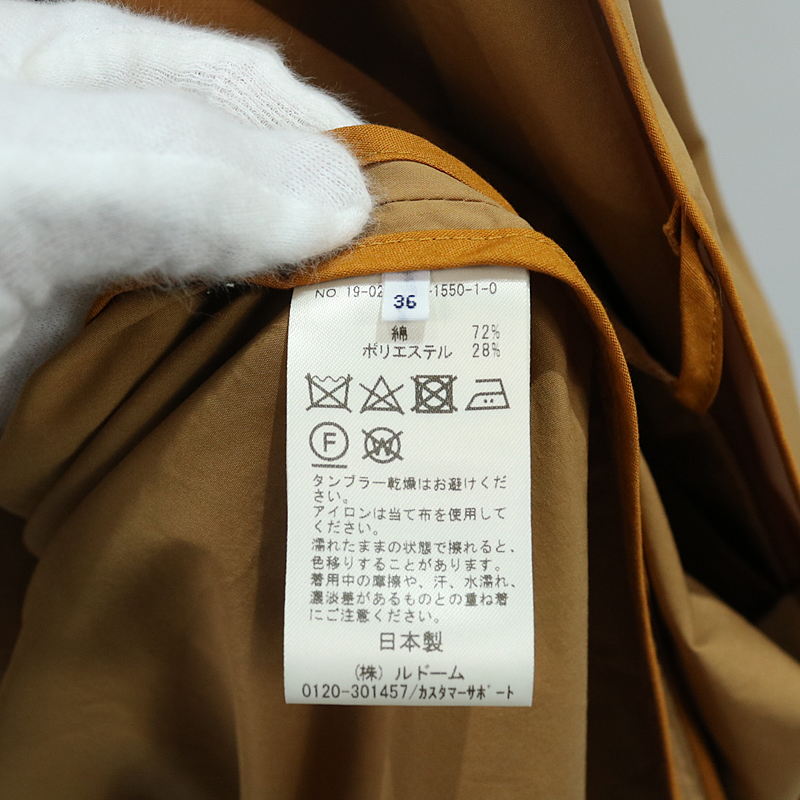 NO. 19-02 -1550-1-0
36
綿 72%
ポリエステル 28%
F W
タンブラー乾燥はお避けくだ
さい。
アイロンは当て布を使用して
ください。
濡れたままの状態で擦れると、
色移りすることがあります。
着用中の摩擦や、汗、水濡れ、
濃淡差があるものとの重ね着
にご注意ください。
日本製
(株) ルドーム
0120-301457/カスタマーサポート